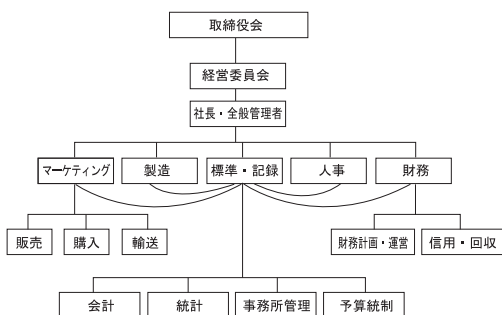 取締役会
経営委員会
社長・全般管理者
マーケティング
製造
標準・記録
人事
財務
販売
購入
輸送
財務計画・運営
信用・回収
会計
統計
事務所管理
予算統制